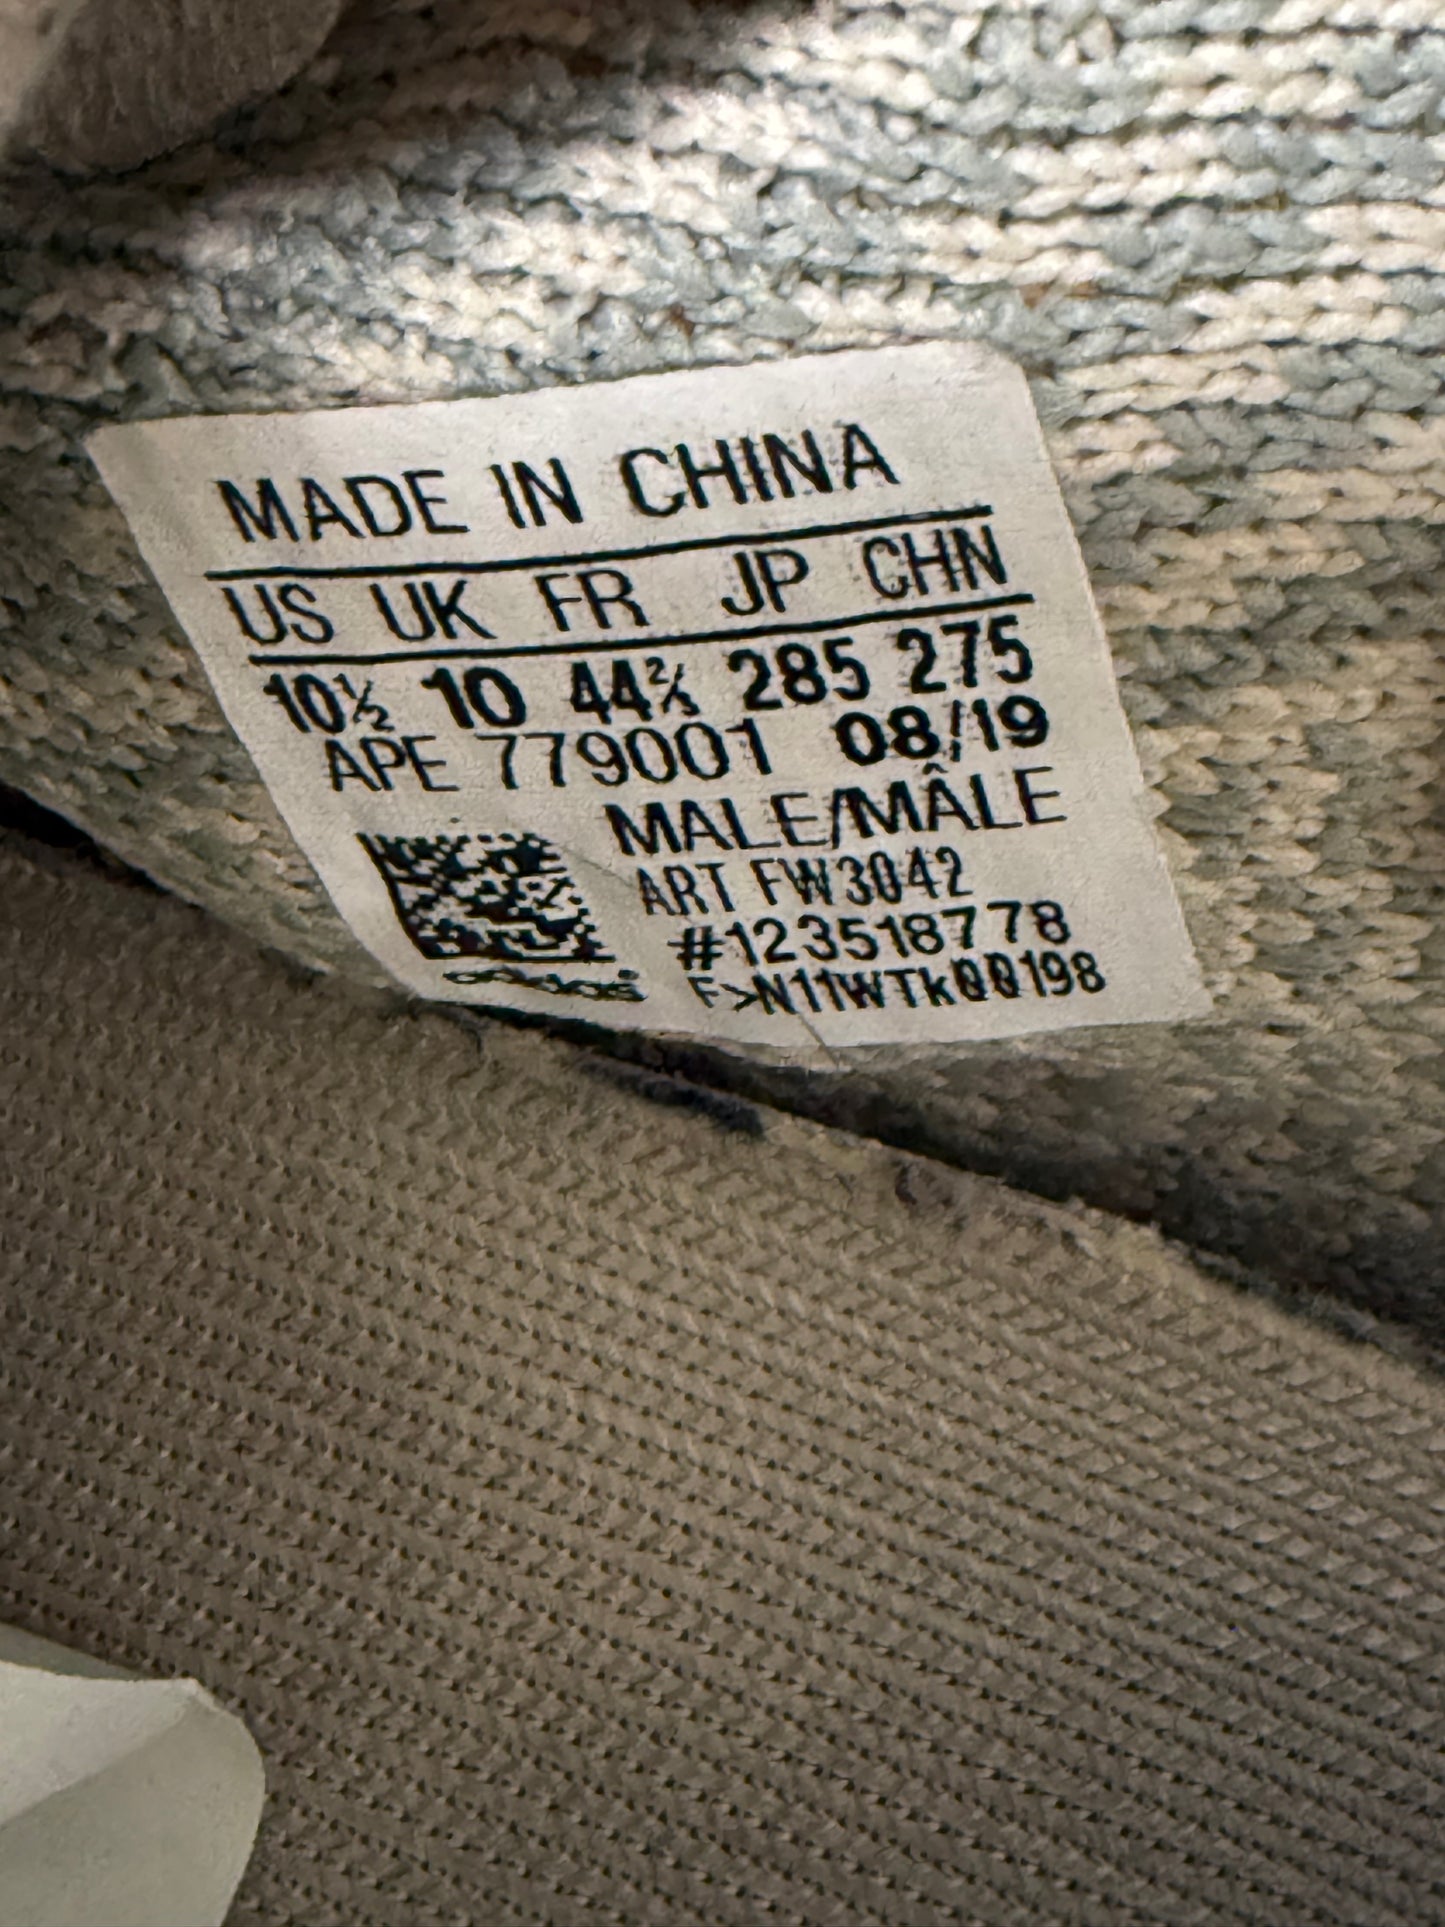 MADE IN CHINA
US UK FR JP CHN
10½ 10 44⅔ 285 275
APE 779001 08/19
MALE/MÂLE
ART FW3042
#123518778
adidas